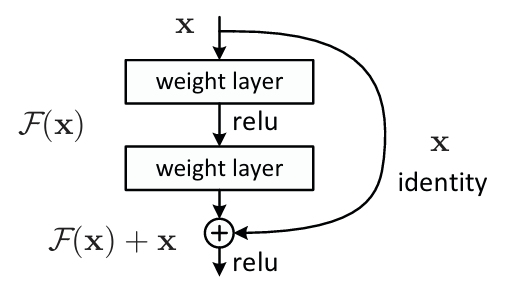 x
weight layer
relu
F(x)
x
weight layer
identity
F(x) + x
+
relu